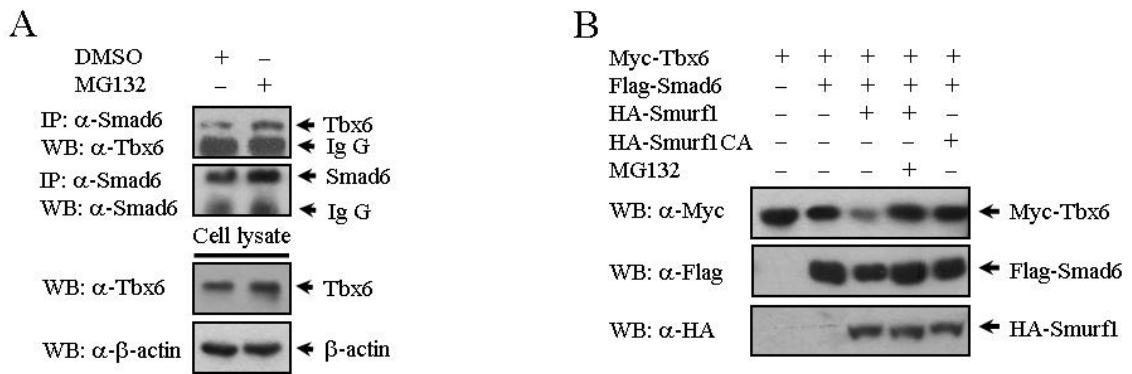 A
DMSO + –
MG132 – +
IP: α-Smad6
WB: α-Tbx6
Tbx6
Ig G
IP: α-Smad6
WB: α-Smad6
Smad6
Ig G
Cell lysate
WB: α-Tbx6
Tbx6
WB: α-β-actin
β-actin
B
Myc-Tbx6 + + + + +
Flag-Smad6 – + + + +
HA-Smurf1 – – + + –
HA-Smurf1CA – – – – +
MG132 – – – + –
WB: α-Myc
Myc-Tbx6
WB: α-Flag
Flag-Smad6
WB: α-HA
HA-Smurf1